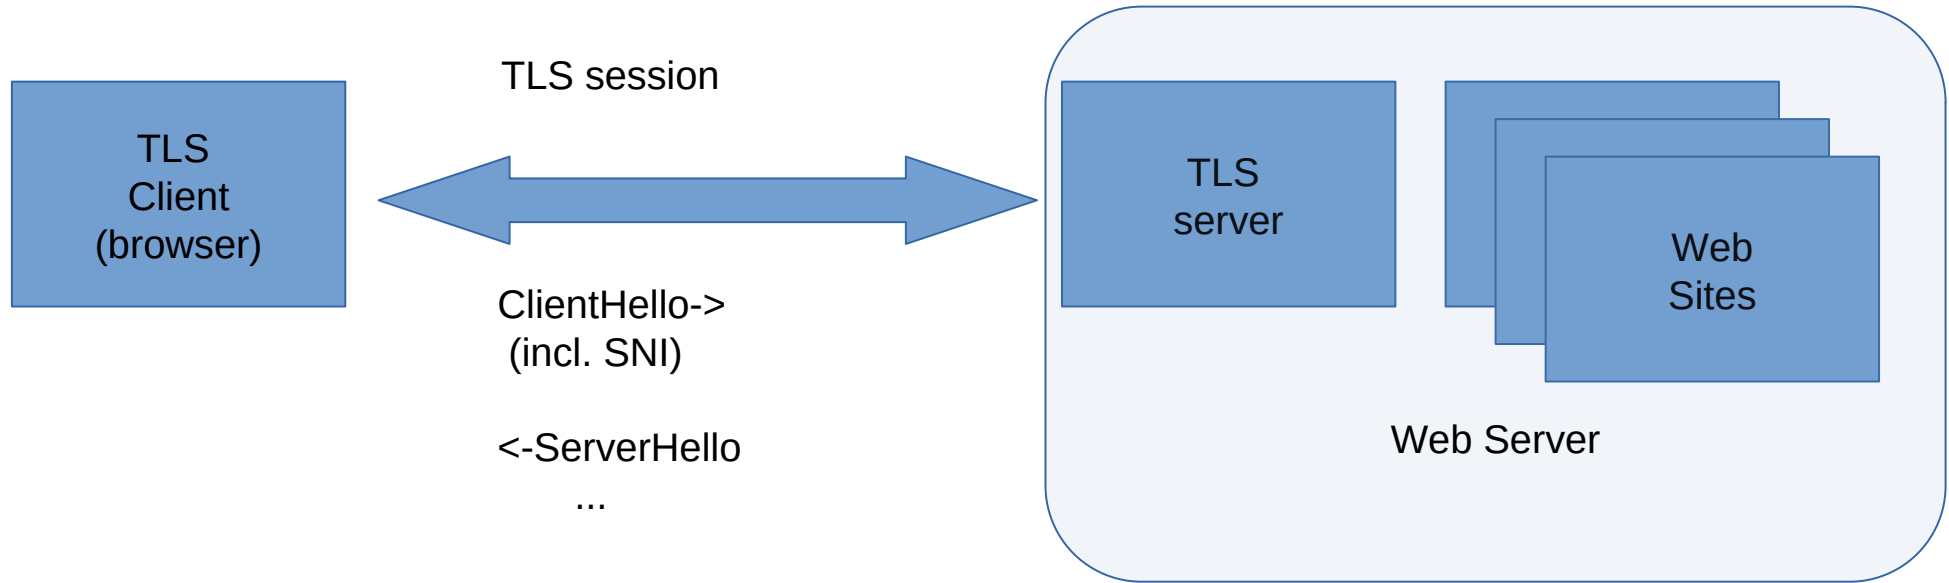 TLS
Client
(browser)
TLS session
ClientHello->
(incl. SNI)
<-ServerHello
...
TLS
server
Web
Sites
Web Server